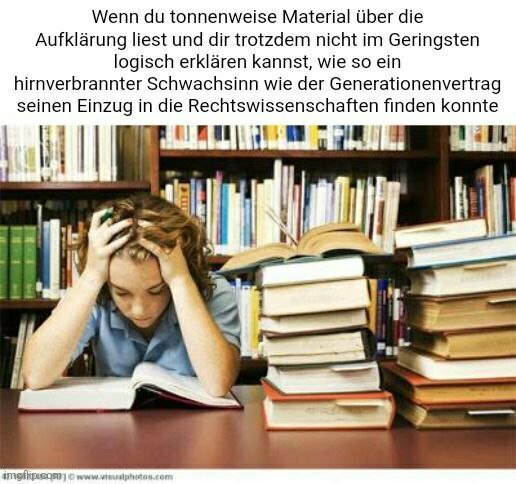 Wenn du tonnenweise Material über die
Aufklärung liest und dir trotzdem nicht im Geringsten
logisch erklären kannst, wie so ein
hirnverbrannter Schwachsinn wie der Generationenvertrag
seinen Einzug in die Rechtswissenschaften finden konnte
imgflip.com
© www.visualphotos.com